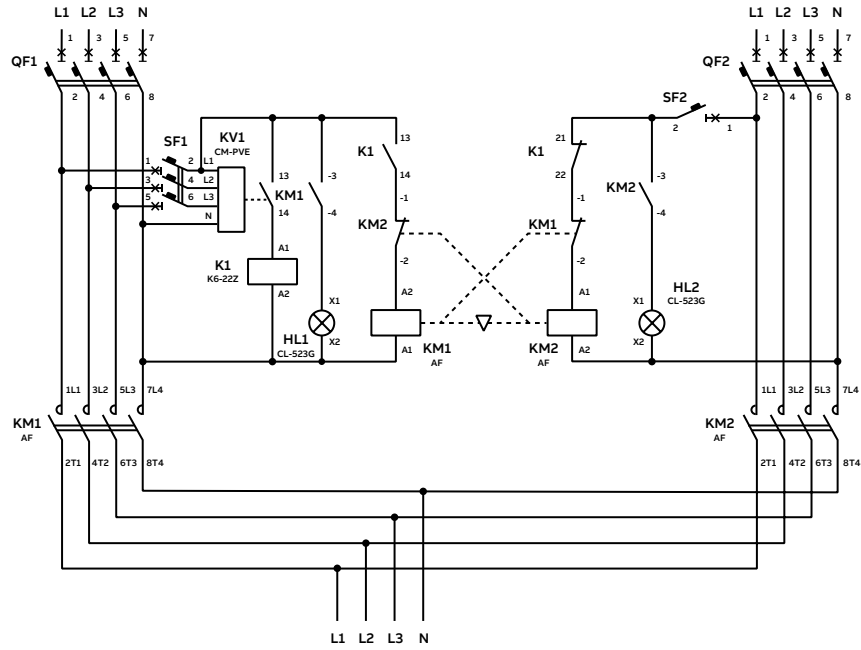 L1 L2 L3 N
L1 L2 L3 N
1 3 5 7
1 3 5 7
QF1
QF2
2 4 6 8
2 4 6 8
SF2
2 1
SF1
KV1
CM-PVE
1 2 L1
3 4 L2
5 6 L3
N
13
14
KM1
-3
-4
K1
13
14
21
22
K1
-3
-4
KM2
-1
-2
KM2
-1
-2
KM1
A1
A2
K1
K6-22Z
X1
X2
HL1
CL-523G
A2
A1
KM1
AF
A1
A2
KM2
AF
HL2
CL-523G
X1
X2
1L1 3L2 5L3 7L4
1L1 3L2 5L3 7L4
KM1
AF
KM2
AF
2T1 4T2 6T3 8T4
2T1 4T2 6T3 8T4
L1 L2 L3 N